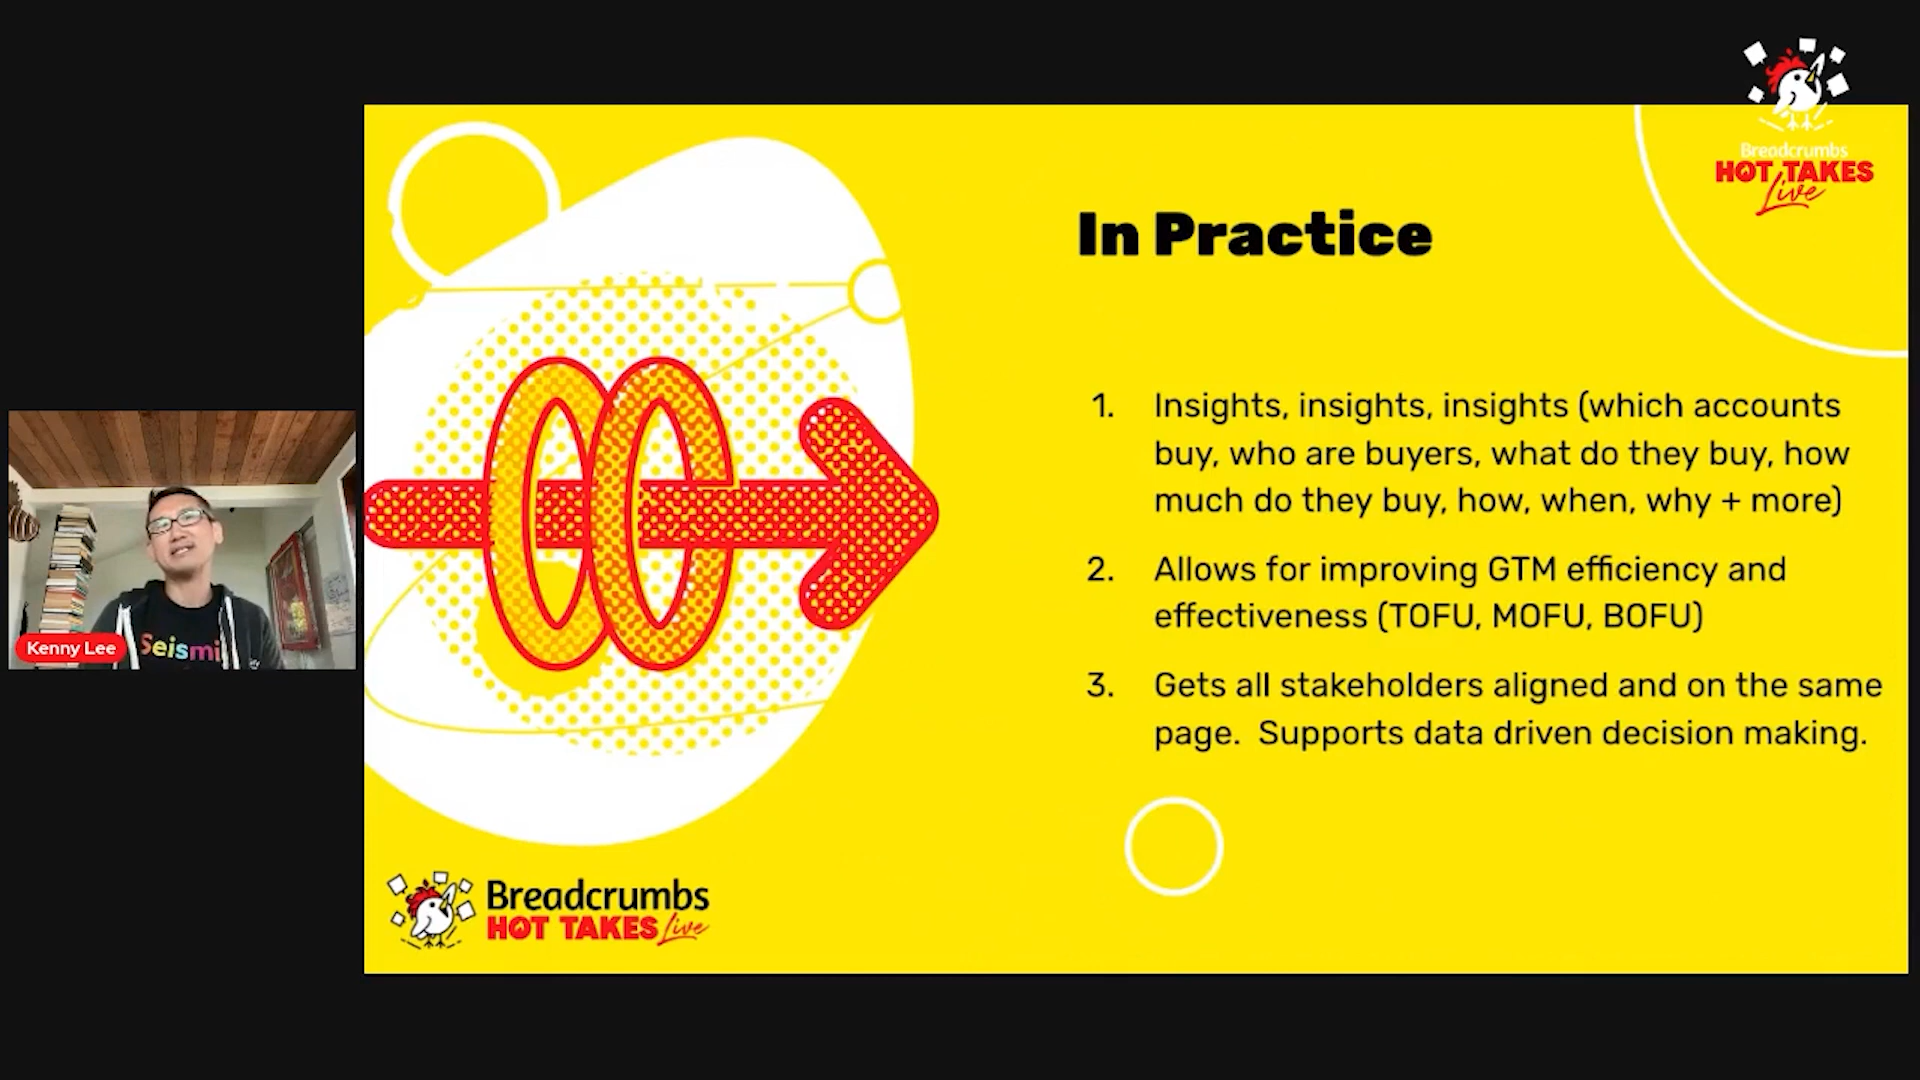 Breadcrumbs
HOT TAKES
Live
In Practice
1. Insights, insights, insights (which accounts
buy, who are buyers, what do they buy, how
much do they buy, how, when, why + more)
2. Allows for improving GTM efficiency and
effectiveness (TOFU, MOFU, BOFU)
3. Gets all stakeholders aligned and on the same
page. Supports data driven decision making.
Seismi
Kenny Lee
Breadcrumbs
HOT TAKES Live